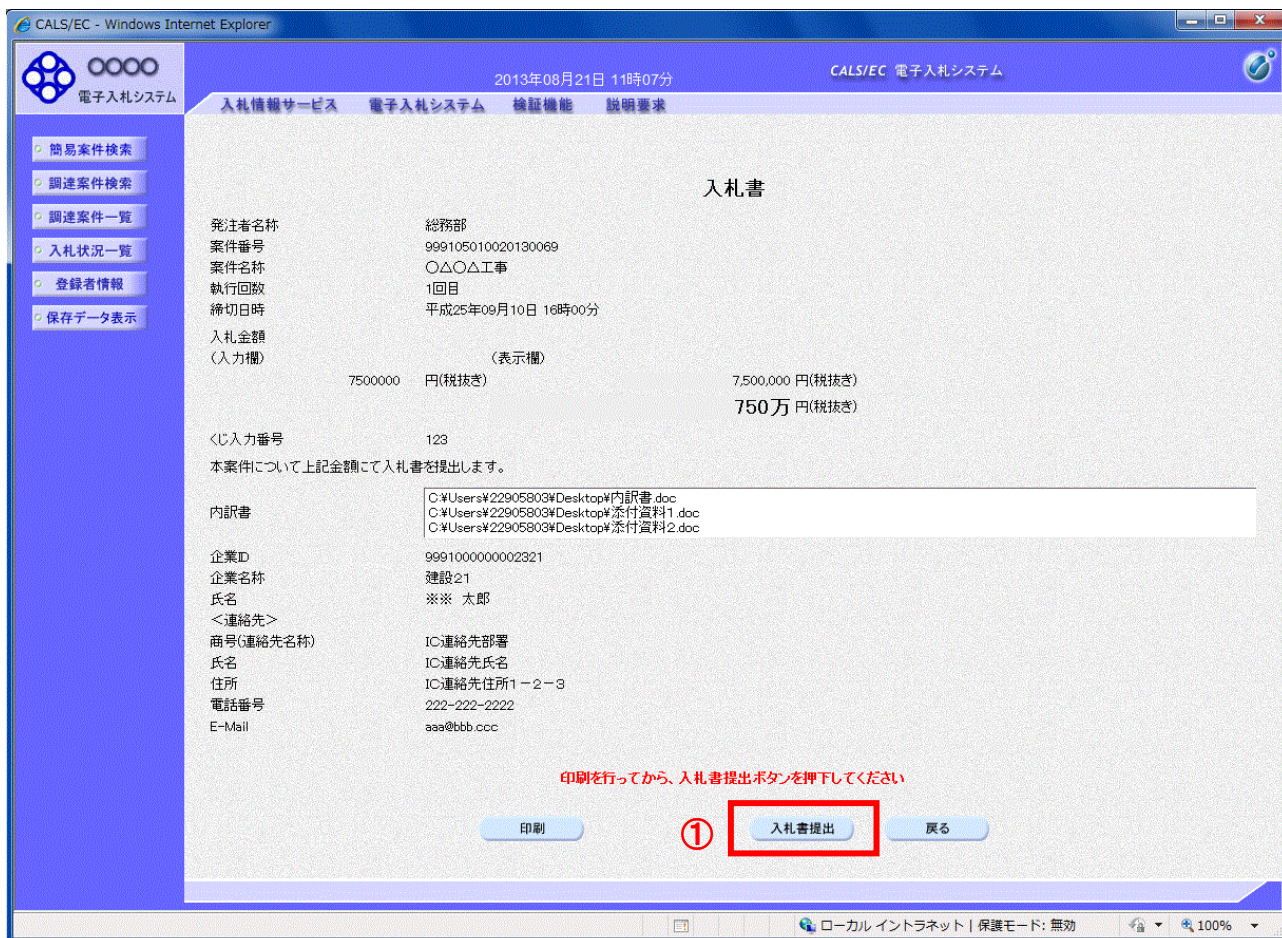 CALS/EC - Windows Internet Explorer
○○○○
電子入札システム
2013年08月21日 11時07分
CALS/EC 電子入札システム
入札情報サービス 電子入札システム 検証機能 説明要求
簡易案件検索
調達案件検索
調達案件一覧
入札状況一覧
登録者情報
保存データ表示
入札書
発注者名称 総務部
案件番号 999105010020130069
案件名称 ○△○△工事
執行回数 1回目
締切日時 平成25年09月10日 16時00分
入札金額
(入力欄) (表示欄)
7500000 円(税抜き) 7,500,000 円(税抜き)
750万 円(税抜き)
くじ入力番号 123
本案件について上記金額にて入札書を提出します。
内訳書
C:¥Users¥22905803¥Desktop¥内訳書.doc
C:¥Users¥22905803¥Desktop¥添付資料1.doc
C:¥Users¥22905803¥Desktop¥添付資料2.doc
企業ID 9991000000002321
企業名称 建設21
氏名 ※※ 太郎
<連絡先>
商号(連絡先名称) IC連絡先部署
氏名 IC連絡先氏名
住所 IC連絡先住所1-2-3
電話番号 222-222-2222
E-Mail aaa@bbb.ccc
印刷を行ってから、入札書提出ボタンを押下してください
印刷 ① 入札書提出 戻る
ローカル イントラネット | 保護モード: 無効 100%